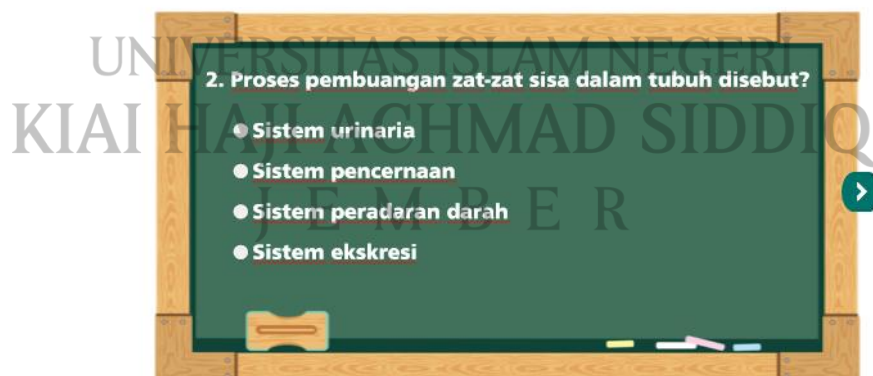 UNIVERSITAS ISLAM NEGERI
2. Proses pembuangan zat-zat sisa dalam tubuh disebut?
KIAI HAJI ACHMAD SIDDIQ
Sistem urinaria
Sistem pencernaan
JEMBER
Sistem peradaran darah
Sistem ekskresi